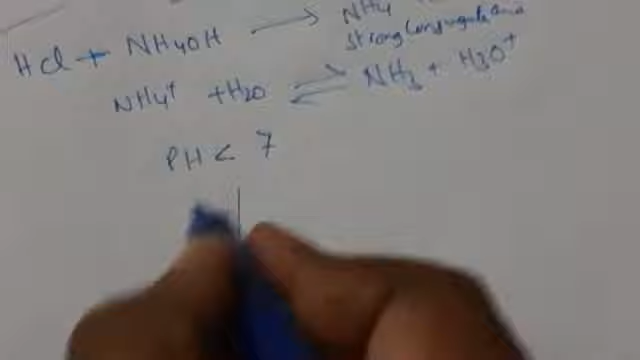 HCl + NH4OH ⟶ NH4
strong conjugate acid
NH4⁺ + H2O ⇌ NH3 + H3O⁺
PH < 7